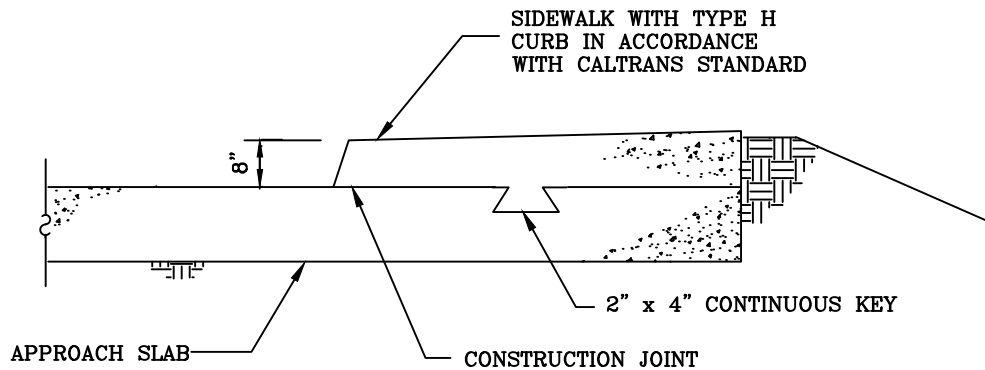 SIDEWALK WITH TYPE H
CURB IN ACCORDANCE
WITH CALTRANS STANDARD
8"
2" x 4" CONTINUOUS KEY
APPROACH SLAB
CONSTRUCTION JOINT